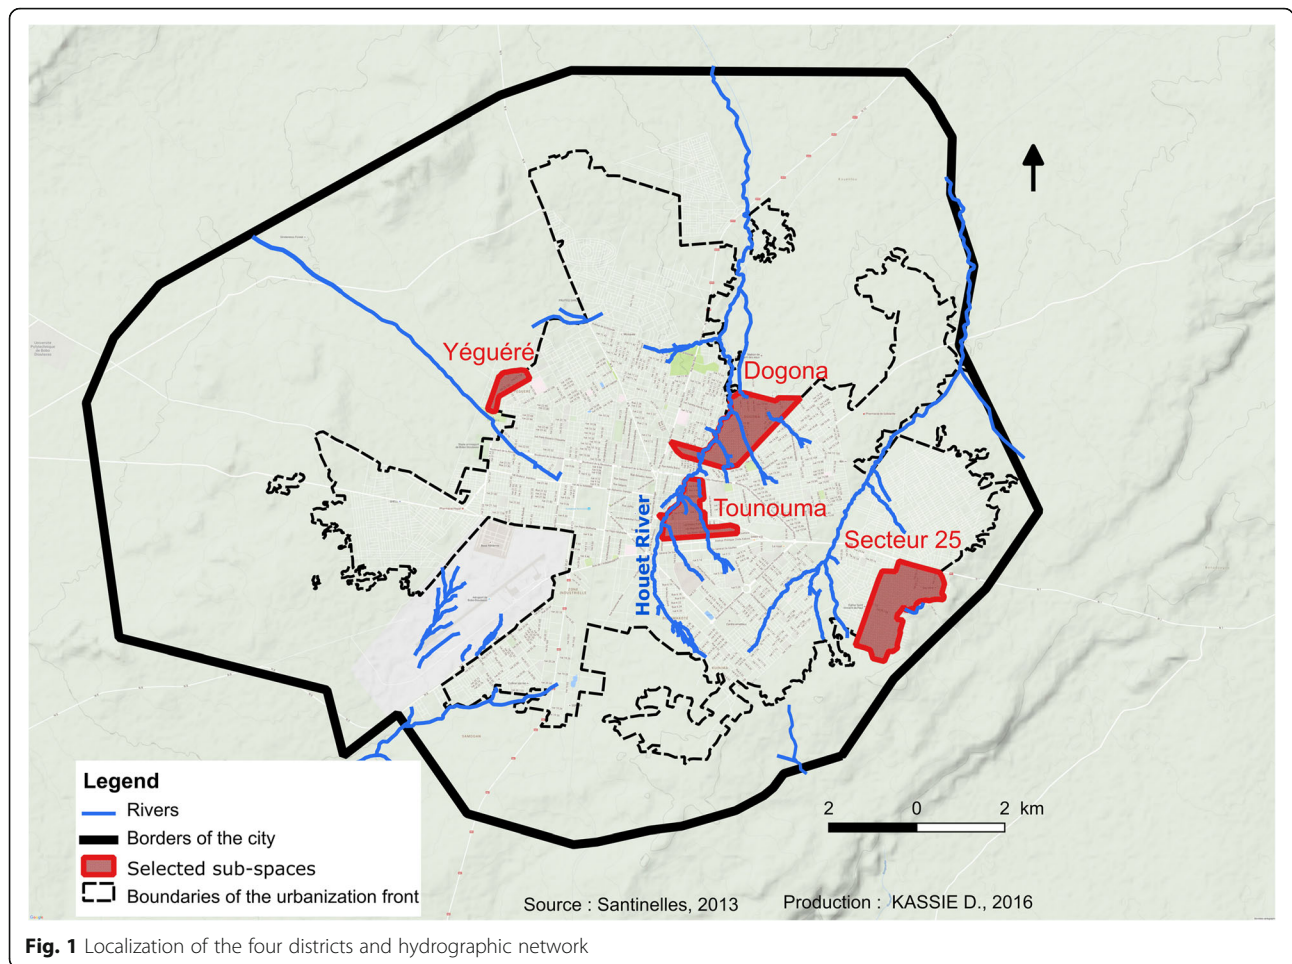 Yéguéré
Dogona
Tounouma
Houet River
Secteur 25
Legend
Rivers
Borders of the city
Selected sub-spaces
Boundaries of the urbanization front
2 0 2 km
Source : Santinelles, 2013 Production : KASSIE D., 2016
Fig. 1 Localization of the four districts and hydrographic network